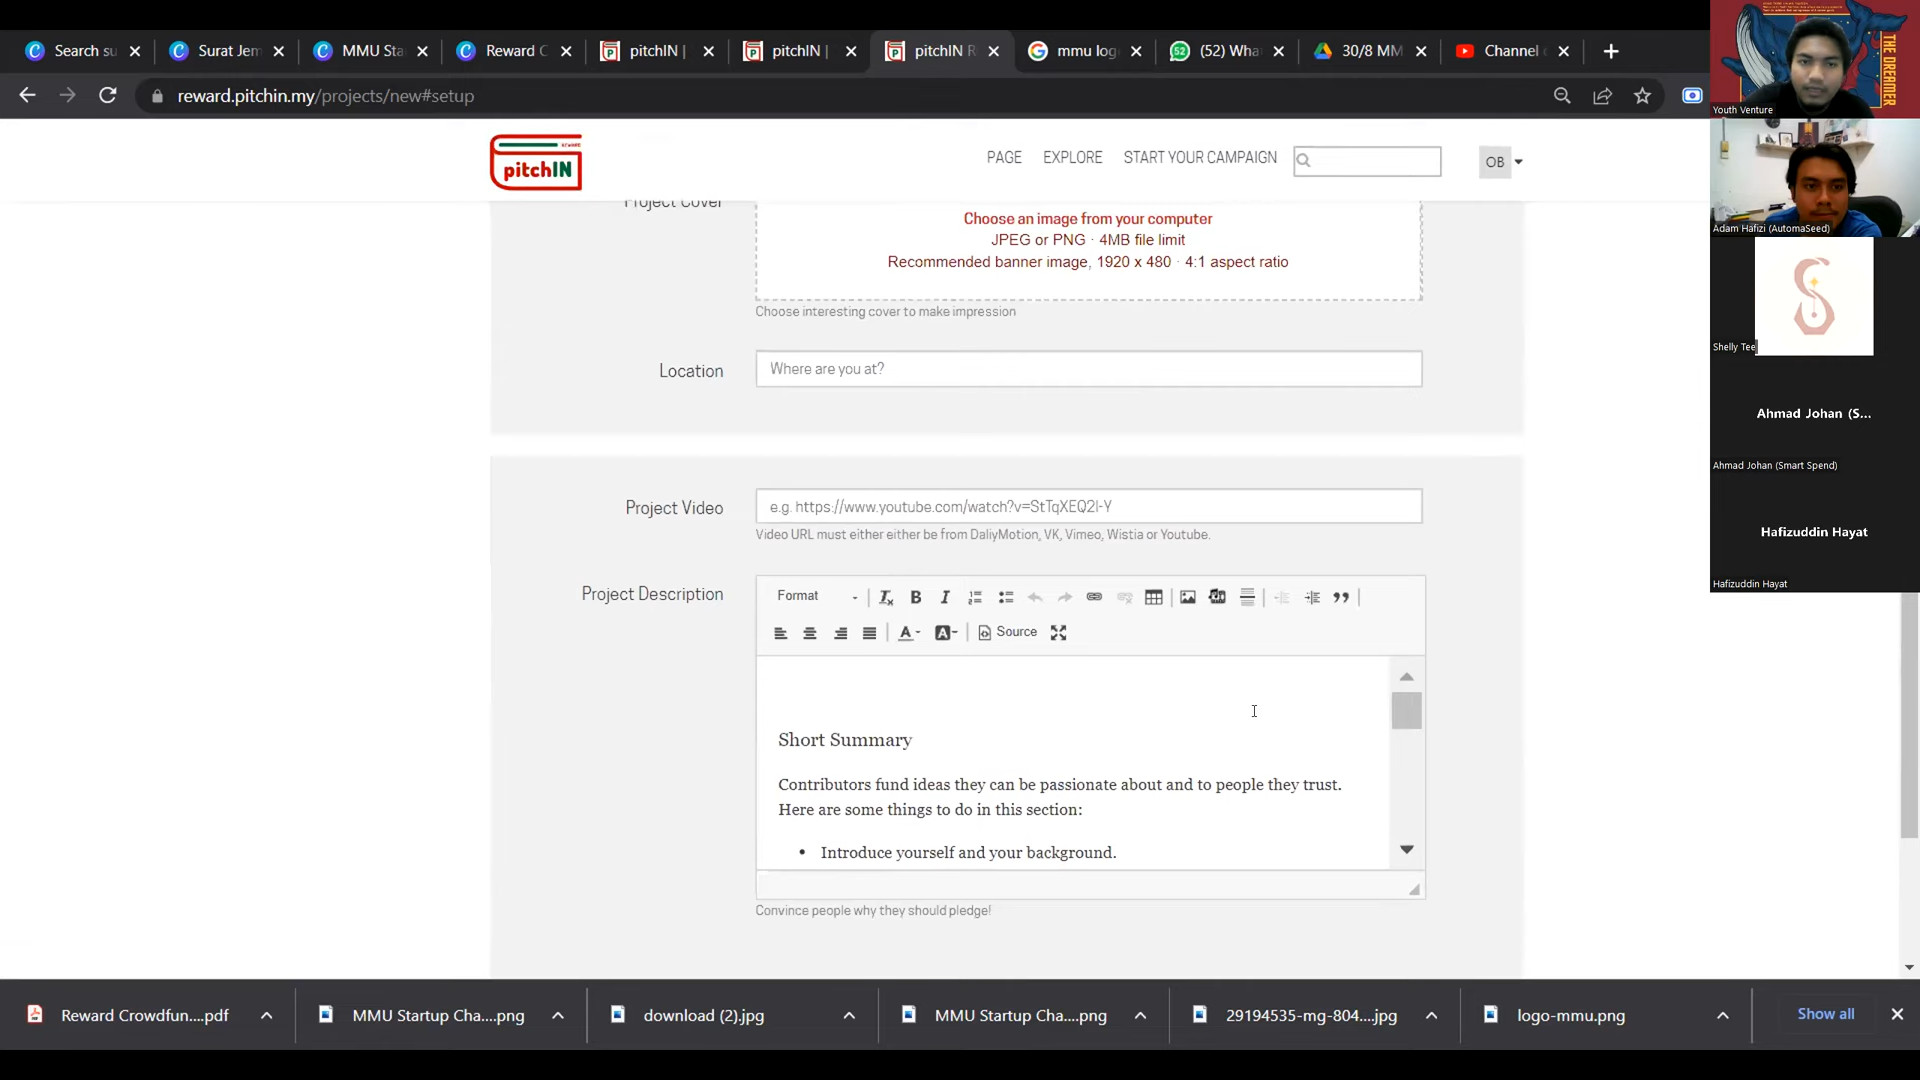 Search su
Surat Jem
MMU Sta
Reward C
pitchIN |
pitchIN |
pitchIN R
mmu log
(52) Wha
30/8 MM
Channel
reward.pitchin.my/projects/new#setup
pitchIN
PAGE
EXPLORE
START YOUR CAMPAIGN
OB
Project Cover
Choose an image from your computer
JPEG or PNG · 4MB file limit
Recommended banner image, 1920 x 480 · 4:1 aspect ratio
Choose interesting cover to make impression
Location
Where are you at?
Project Video
e.g. https://www.youtube.com/watch?v=StTqXEQ2l-Y
Video URL must either either be from DaliyMotion, VK, Vimeo, Wistia or Youtube.
Project Description
Format
Source
Short Summary
Contributors fund ideas they can be passionate about and to people they trust.
Here are some things to do in this section:
• Introduce yourself and your background.
Convince people why they should pledge!
THE DREAMER
Youth Venture
Adam Hafizi (AutomaSeed)
Shelly Tee
Ahmad Johan (S...
Ahmad Johan (Smart Spend)
Hafizuddin Hayat
Hafizuddin Hayat
Reward Crowdfun....pdf
MMU Startup Cha....png
download (2).jpg
MMU Startup Cha....png
29194535-mg-804....jpg
logo-mmu.png
Show all